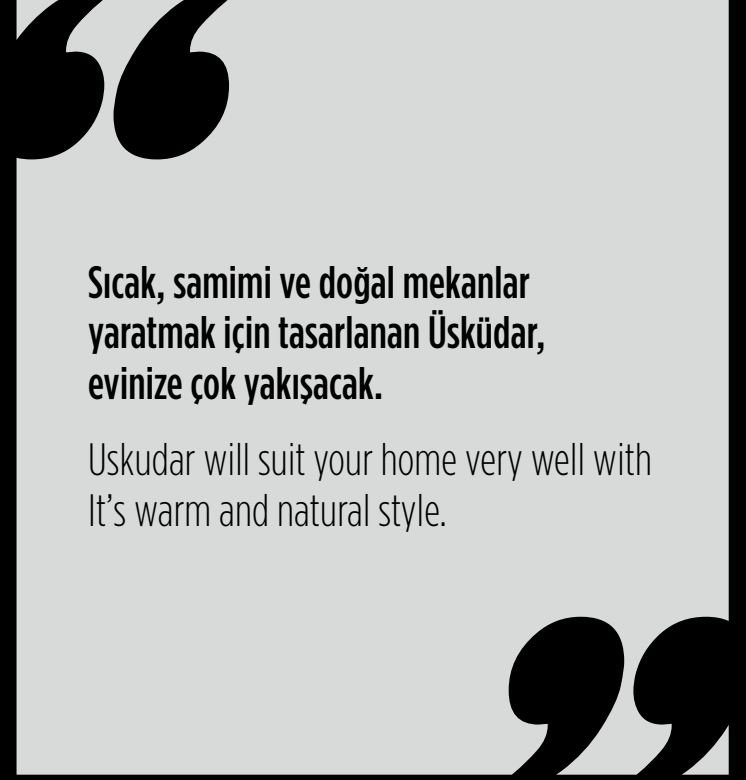 Sıcak, samimi ve doğal mekanlar
yaratmak için tasarlanan Üsküdar,
evinize çok yakışacak.
Uskudar will suit your home very well with
It’s warm and natural style.